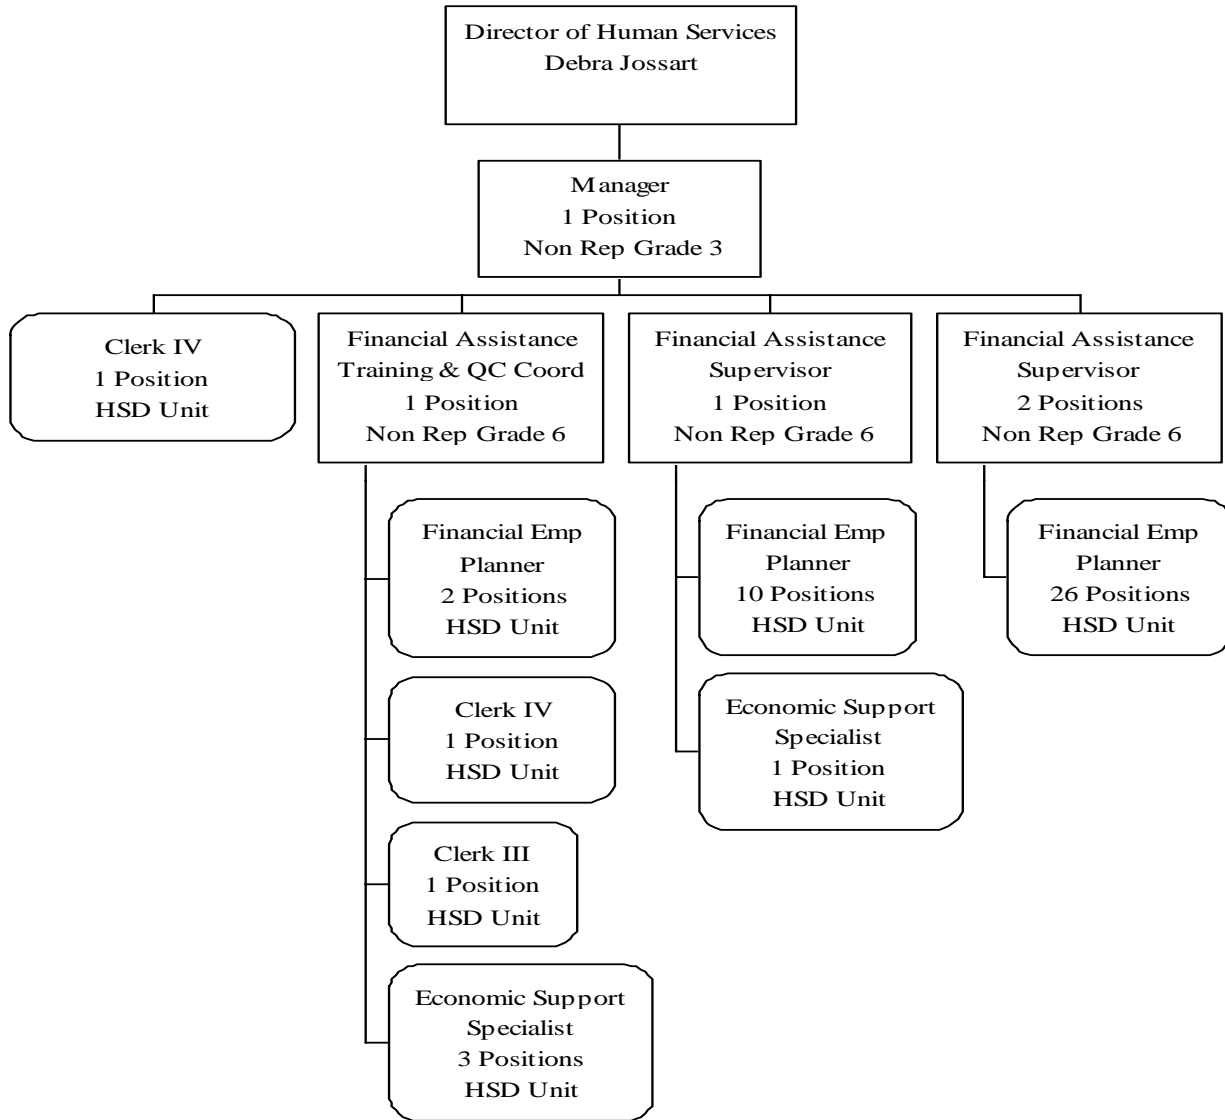 Director of Human Services
Debra Jossart
Manager
1 Position
Non Rep Grade 3
Clerk IV
1 Position
HSD Unit
Financial Assistance
Training & QC Coord
1 Position
Non Rep Grade 6
Financial Assistance
Supervisor
1 Position
Non Rep Grade 6
Financial Assistance
Supervisor
2 Positions
Non Rep Grade 6
Financial Emp
Planner
2 Positions
HSD Unit
Clerk IV
1 Position
HSD Unit
Clerk III
1 Position
HSD Unit
Economic Support
Specialist
3 Positions
HSD Unit
Financial Emp
Planner
10 Positions
HSD Unit
Economic Support
Specialist
1 Position
HSD Unit
Financial Emp
Planner
26 Positions
HSD Unit